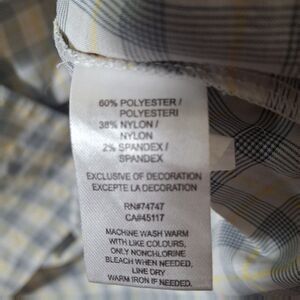 60% POLYESTER /
POLYESTERI
38% NYLON /
NYLON
2% SPANDEX /
SPANDEX
EXCLUSIVE OF DECORATION
EXCEPTE LA DECORATION
RN#74747
CA#45117
MACHINE WASH WARM
WITH LIKE COLOURS,
ONLY NONCHLORINE
BLEACH WHEN NEEDED,
LINE DRY
WARM IRON IF NEEDED.